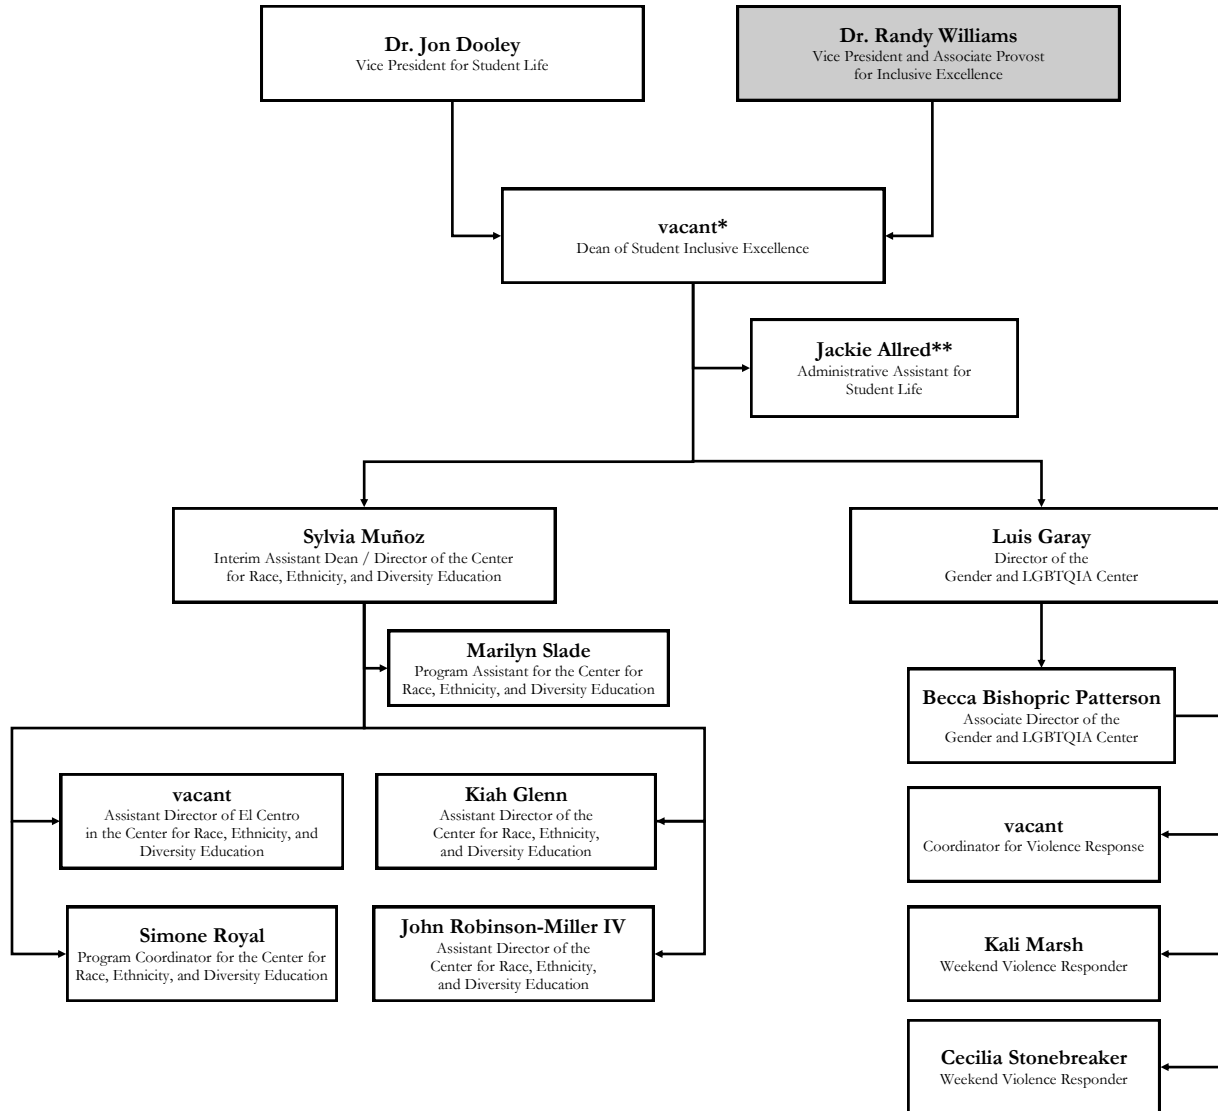 Dr. Jon Dooley
Vice President for Student Life
Dr. Randy Williams
Vice President and Associate Provost
for Inclusive Excellence
vacant*
Dean of Student Inclusive Excellence
Jackie Allred**
Administrative Assistant for
Student Life
Sylvia Muñoz
Interim Assistant Dean / Director of the Center
for Race, Ethnicity, and Diversity Education
Luis Garay
Director of the
Gender and LGBTQIA Center
Marilyn Slade
Program Assistant for the Center for
Race, Ethnicity, and Diversity Education
Becca Bishopric Patterson
Associate Director of the
Gender and LGBTQIA Center
vacant
Assistant Director of El Centro
in the Center for Race, Ethnicity, and
Diversity Education
Kiah Glenn
Assistant Director of the
Center for Race, Ethnicity,
and Diversity Education
vacant
Coordinator for Violence Response
Simone Royal
Program Coordinator for the Center for
Race, Ethnicity, and Diversity Education
John Robinson-Miller IV
Assistant Director of the
Center for Race, Ethnicity,
and Diversity Education
Kali Marsh
Weekend Violence Responder
Cecilia Stonebreaker
Weekend Violence Responder